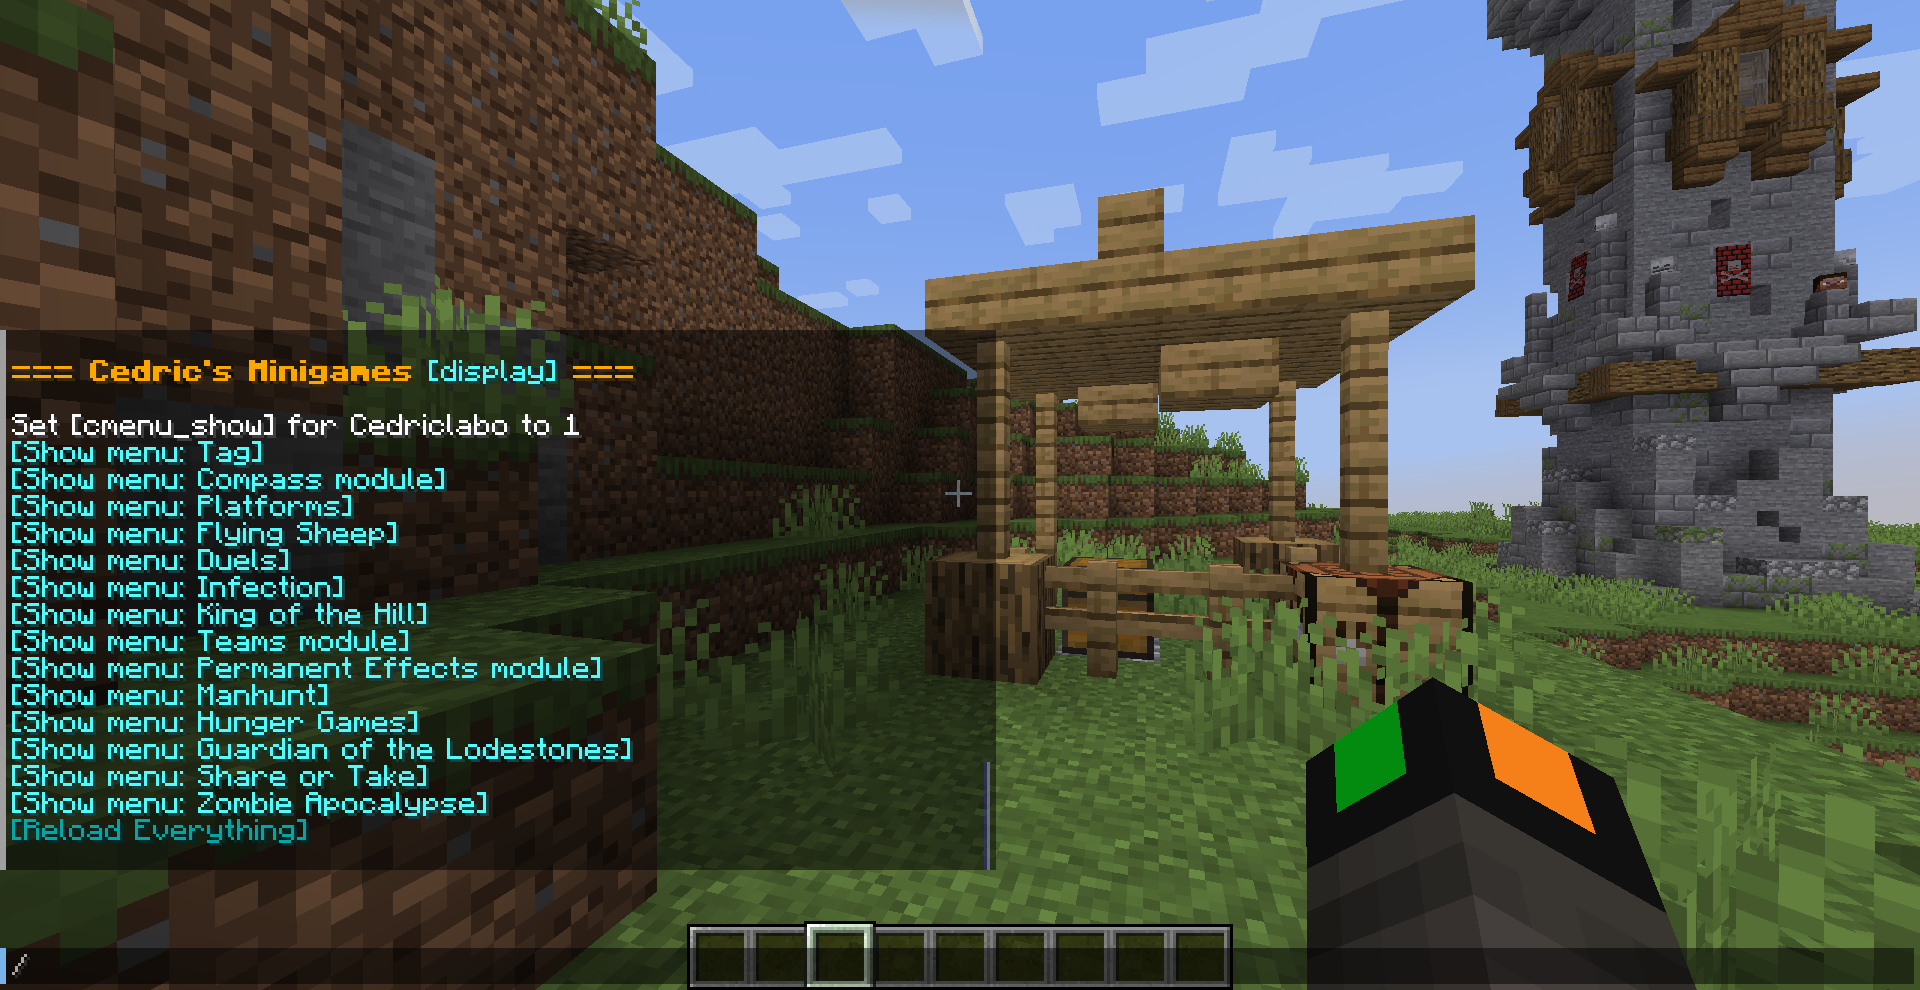 === Cedric's Minigames [display] ===
Set [cmenu_show] for Cedriclabo to 1
[Show menu: Tag]
[Show menu: Compass module]
[Show menu: Platforms]
[Show menu: Flying Sheep]
[Show menu: Duels]
[Show menu: Infection]
[Show menu: King of the Hill]
[Show menu: Teams module]
[Show menu: Permanent Effects module]
[Show menu: Manhunt]
[Show menu: Hunger Games]
[Show menu: Guardian of the Lodestones]
[Show menu: Share or Take]
[Show menu: Zombie Apocalypse]
[Reload Everything]
/